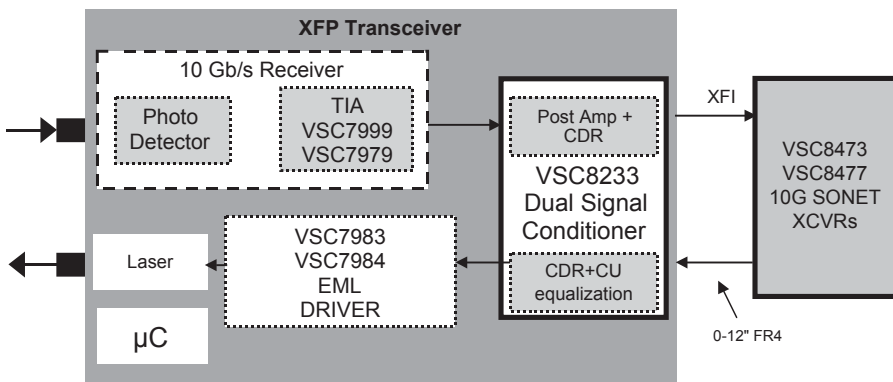 XFP Transceiver
10 Gb/s Receiver
Photo
Detector
TIA
VSC7999
VSC7979
Post Amp +
CDR
VSC8233
Dual Signal
Conditioner
CDR+CU
equalization
XFI
VSC8473
VSC8477
10G SONET
XCVRs
Laser
VSC7983
VSC7984
EML
DRIVER
µC
0-12" FR4